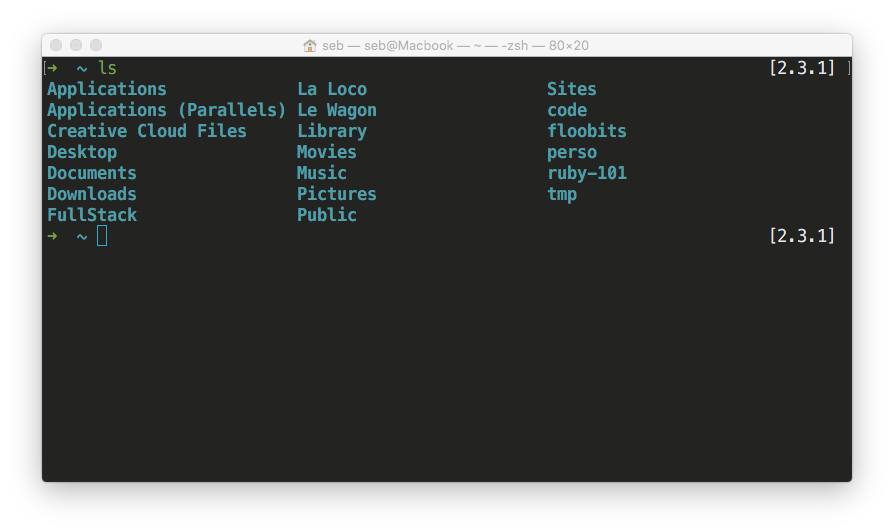 seb — seb@Macbook — ~ — -zsh — 80×20
[➜  ~ ls [2.3.1] ]
Applications La Loco Sites
Applications (Parallels) Le Wagon code
Creative Cloud Files Library floobits
Desktop Movies perso
Documents Music ruby-101
Downloads Pictures tmp
FullStack Public
➜  ~ [2.3.1]